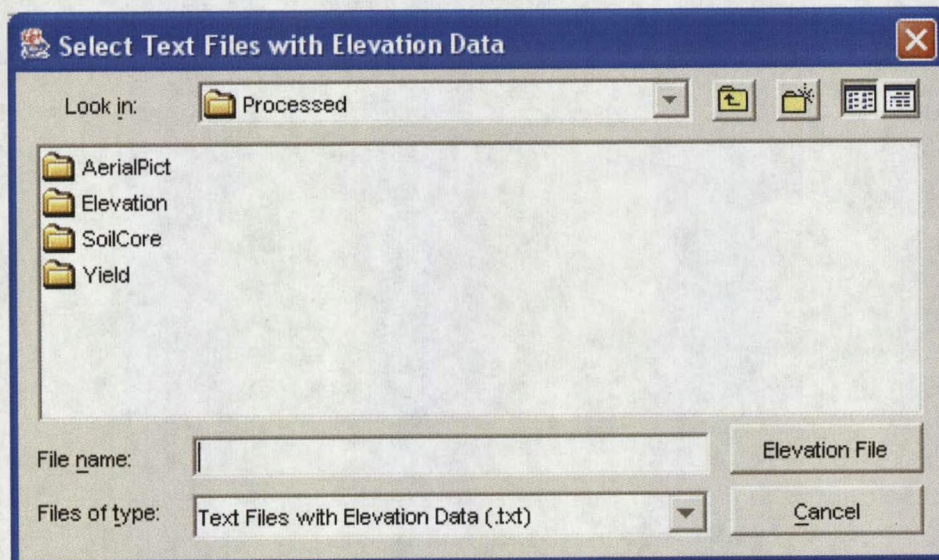 Select Text Files with Elevation Data
Look in: Processed
AerialPict
Elevation
SoilCore
Yield
File name: Elevation File
Files of type: Text Files with Elevation Data (.txt) Cancel